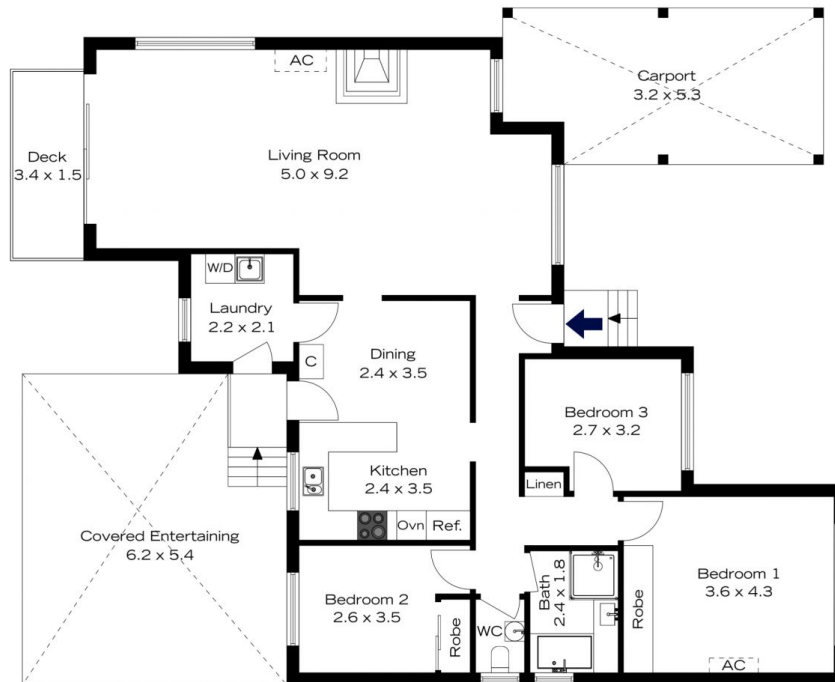 AC
Carport
3.2 x 5.3
Living Room
5.0 x 9.2
Deck
3.4 x 1.5
W/D
Laundry
2.2 x 2.1
C
Dining
2.4 x 3.5
Bedroom 3
2.7 x 3.2
Kitchen
2.4 x 3.5
Linen
Ovn
Ref.
Covered Entertaining
6.2 x 5.4
Bedroom 2
2.6 x 3.5
Robe
WC
Bath
2.4 x 1.8
Robe
Bedroom 1
3.6 x 4.3
AC